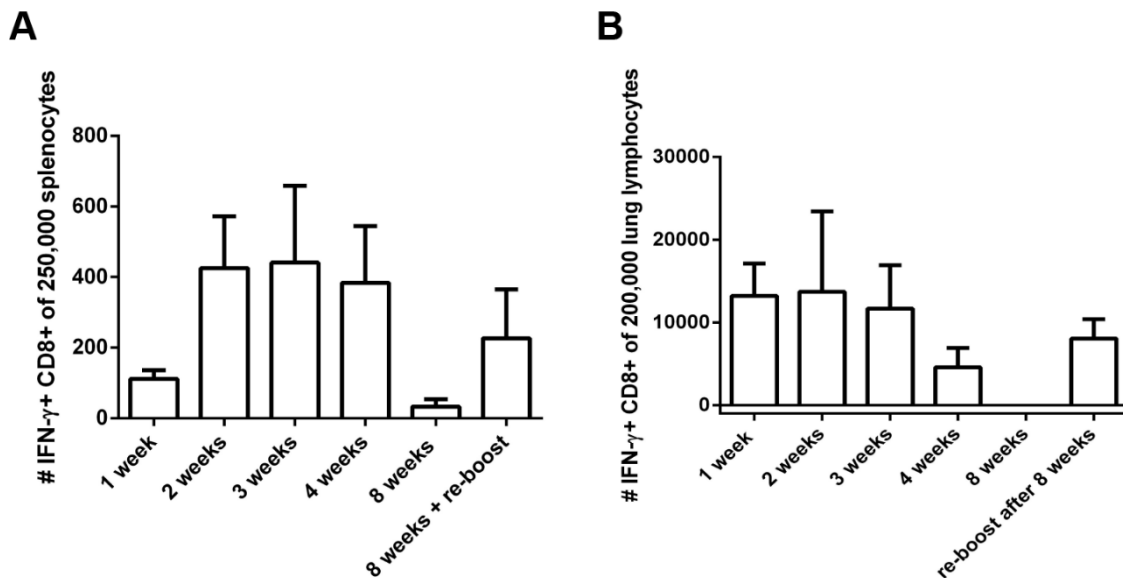 A
# IFN-γ+ CD8+ of 250,000 splenocytes
800
600
400
200
0
1 week
2 weeks
3 weeks
4 weeks
8 weeks
8 weeks + re-boost
B
# IFN-γ+ CD8+ of 200,000 lung lymphocytes
30000
20000
10000
0
1 week
2 weeks
3 weeks
4 weeks
8 weeks
re-boost after 8 weeks